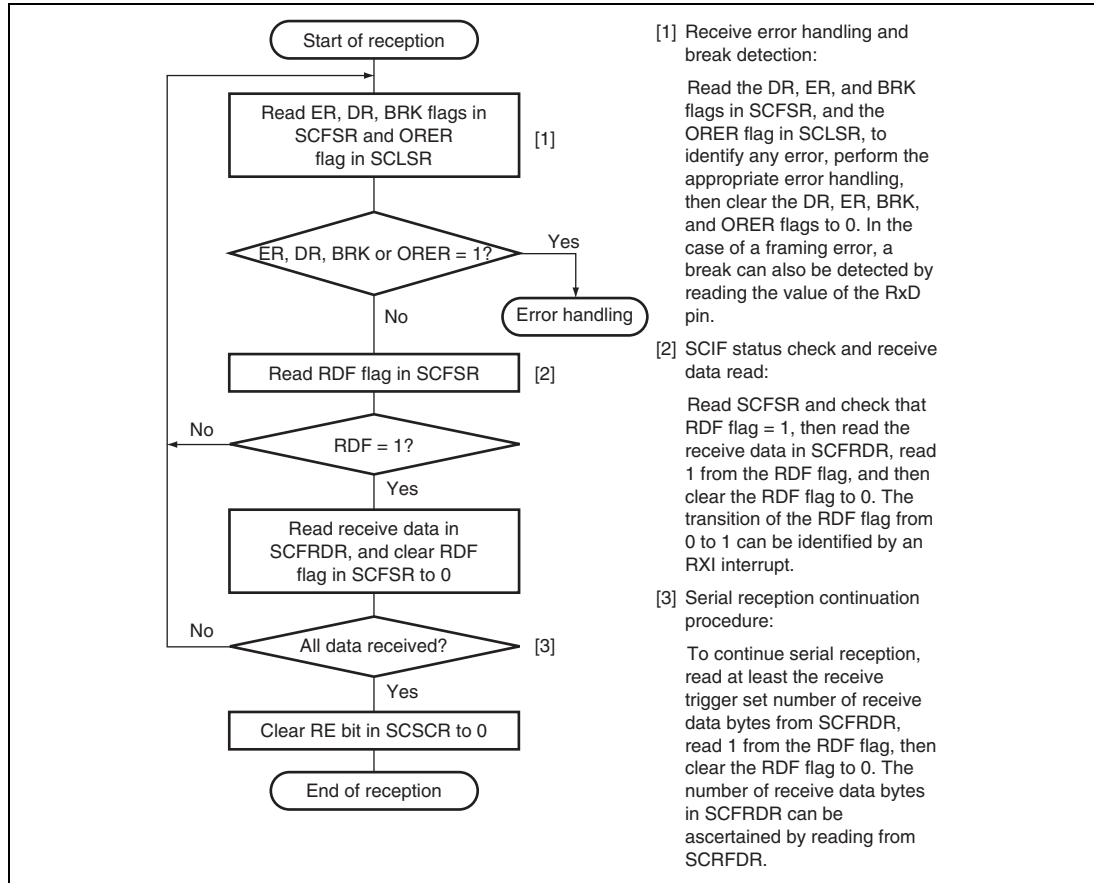 Start of reception
Read ER, DR, BRK flags in
SCFSR and ORER
flag in SCLSR
[1]
ER, DR, BRK or ORER = 1?
Yes
Error handling
No
Read RDF flag in SCFSR
[2]
No
RDF = 1?
Yes
Read receive data in
SCFRDR, and clear RDF
flag in SCFSR to 0
No
All data received?
[3]
Yes
Clear RE bit in SCSCR to 0
End of reception
[1] Receive error handling and
break detection:
Read the DR, ER, and BRK
flags in SCFSR, and the
ORER flag in SCLSR, to
identify any error, perform the
appropriate error handling,
then clear the DR, ER, BRK,
and ORER flags to 0. In the
case of a framing error, a
break can also be detected by
reading the value of the RxD
pin.
[2] SCIF status check and receive
data read:
Read SCFSR and check that
RDF flag = 1, then read the
receive data in SCFRDR, read
1 from the RDF flag, and then
clear the RDF flag to 0. The
transition of the RDF flag from
0 to 1 can be identified by an
RXI interrupt.
[3] Serial reception continuation
procedure:
To continue serial reception,
read at least the receive
trigger set number of receive
data bytes from SCFRDR,
read 1 from the RDF flag, then
clear the RDF flag to 0. The
number of receive data bytes
in SCFRDR can be
ascertained by reading from
SCRFDR.